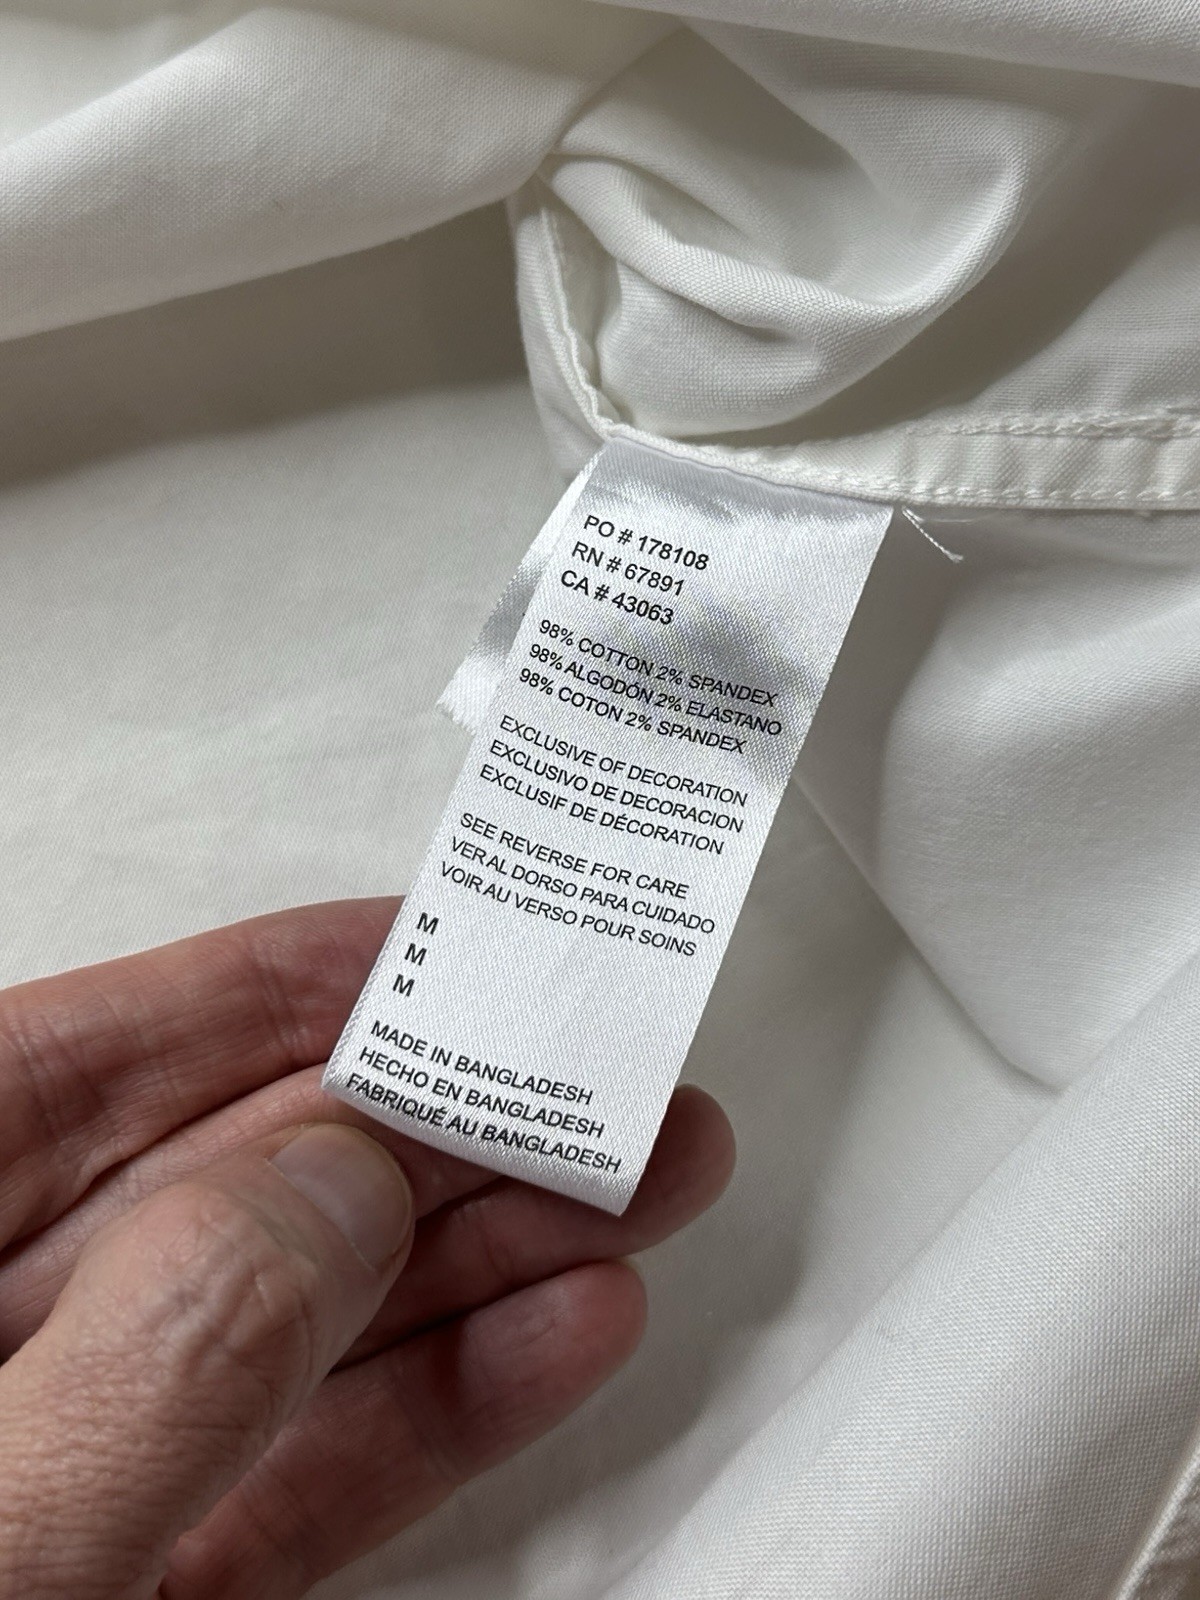 PO # 178108
RN # 67891
CA # 43063
98% COTTON 2% SPANDEX
98% ALGODÓN 2% ELASTANO
98% COTON 2% SPANDEX
EXCLUSIVE OF DECORATION
EXCLUSIVO DE DECORACION
EXCLUSIF DE DÉCORATION
SEE REVERSE FOR CARE
VER AL DORSO PARA CUIDADO
VOIR AU VERSO POUR SOINS
M
M
M
MADE IN BANGLADESH
HECHO EN BANGLADESH
FABRIQUÉ AU BANGLADESH